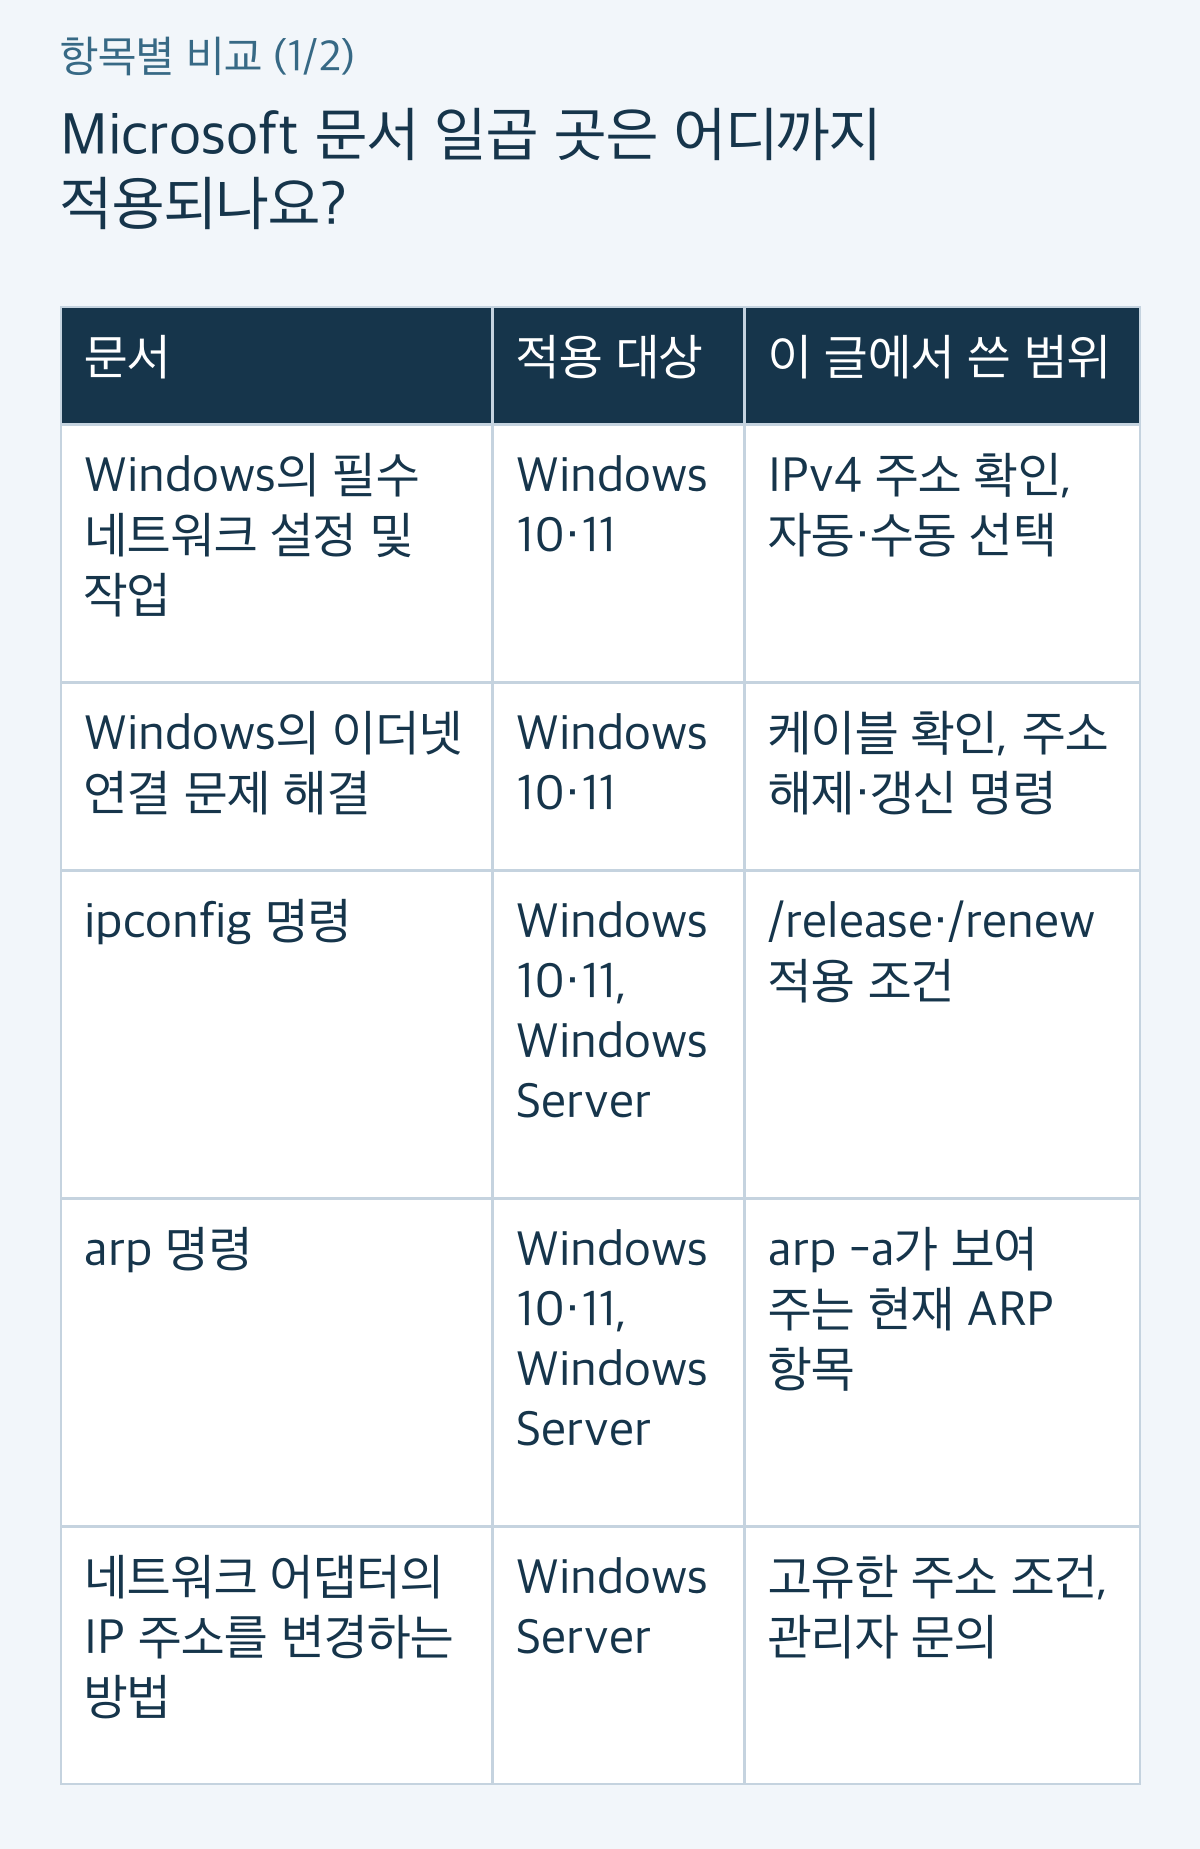 항목별 비교 (1/2)
Microsoft 문서 일곱 곳은 어디까지
적용되나요?
문서
적용 대상
이 글에서 쓴 범위
Windows의 필수
네트워크 설정 및
작업
Windows
10·11
IPv4 주소 확인,
자동·수동 선택
Windows의 이더넷
연결 문제 해결
Windows
10·11
케이블 확인, 주소
해제·갱신 명령
ipconfig 명령
Windows
10·11,
Windows
Server
/release·/renew
적용 조건
arp 명령
Windows
10·11,
Windows
Server
arp -a가 보여
주는 현재 ARP
항목
네트워크 어댑터의
IP 주소를 변경하는
방법
Windows
Server
고유한 주소 조건,
관리자 문의